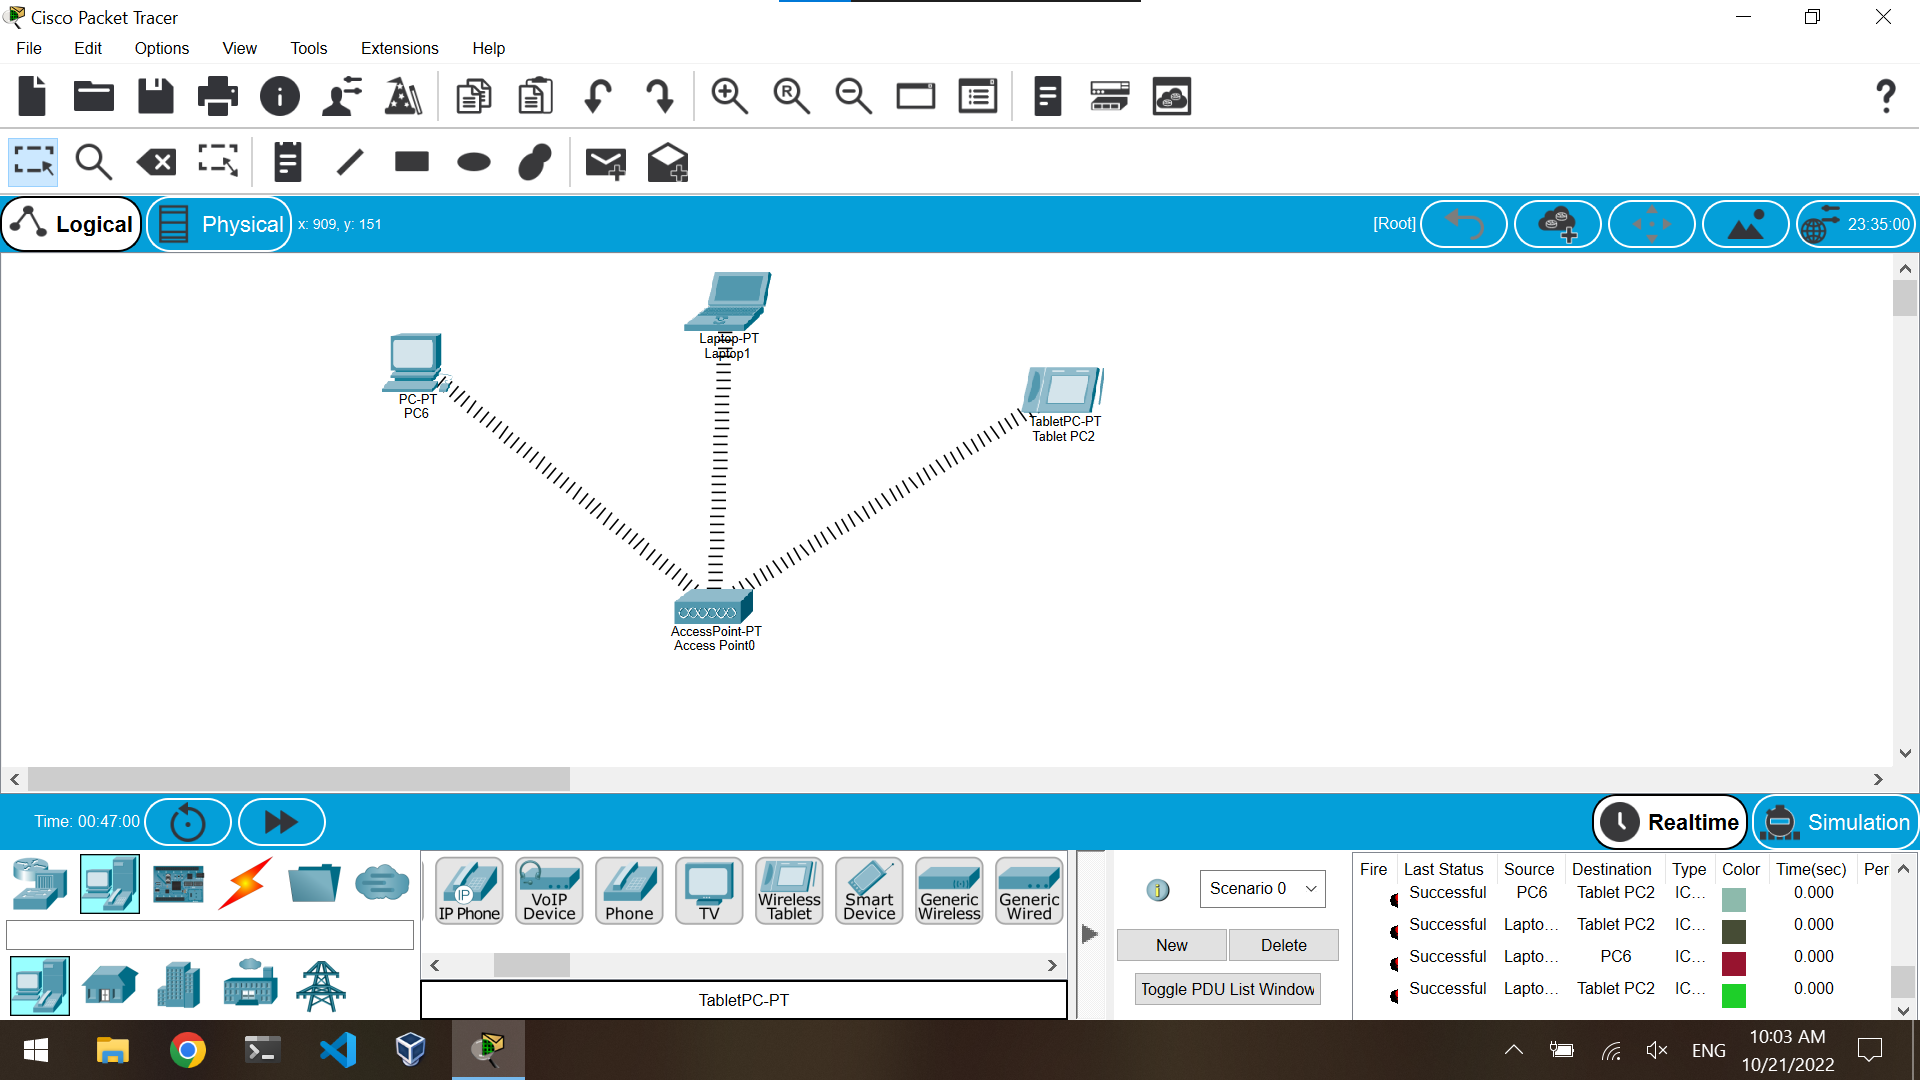 Cisco Packet Tracer
File Edit Options View Tools Extensions Help
Logical Physical x: 909, y: 151 [Root] 23:35:00
Laptop-PT
Laptop1
PC-PT
PC6
TabletPC-PT
Tablet PC2
AccessPoint-PT
Access Point0
Time: 00:47:00 Realtime Simulation
IP
IP Phone
VoIP
Device
Phone
TV
Wireless
Tablet
Smart
Device
Generic
Wireless
Generic
Wired
TabletPC-PT
Scenario 0
New Delete
Toggle PDU List Window
Fire Last Status Source Destination Type Color Time(sec) Per
Successful PC6 Tablet PC2 IC... 0.000
Successful Lapto... Tablet PC2 IC... 0.000
Successful Lapto... PC6 IC... 0.000
Successful Lapto... Tablet PC2 IC... 0.000
ENG
10:03 AM
10/21/2022